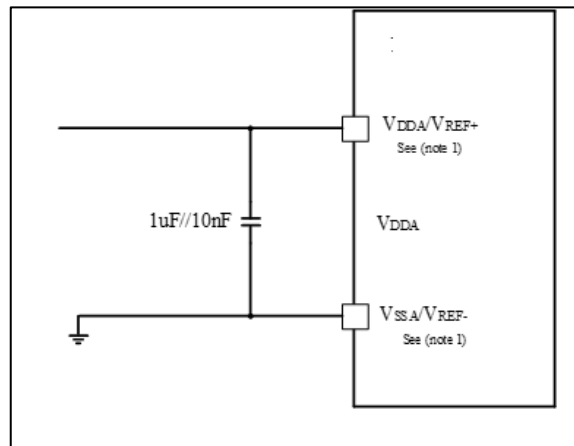 VDDA/VREF+
See (note 1)
1uF//10nF
VDDA
VSSA/VREF-
See (note 1)